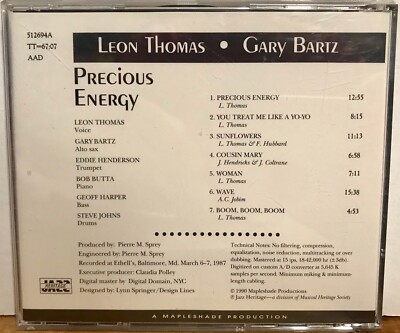 512694A
TT=67:07
AAD
LEON THOMAS • GARY BARTZ
PRECIOUS
ENERGY
LEON THOMAS
Voice
GARY BARTZ
Alto sax
EDDIE HENDERSON
Trumpet
BOB BUTTA
Piano
GEOFF HARPER
Bass
STEVE JOHNS
Drums
1. PRECIOUS ENERGY 12:55
L. Thomas
2. YOU TREAT ME LIKE A YO-YO 8:15
L. Thomas
3. SUNFLOWERS 11:13
L. Thomas & F. Hubbard
4. COUSIN MARY 6:58
J. Hendricks & J. Coltrane
5. WOMAN 7:11
L. Thomas
6. WAVE 15:38
A.C. Jobim
7. BOOM, BOOM, BOOM 4:53
L. Thomas
Produced by: Pierre M. Sprey
Engineered by: Pierre M. Sprey
Recorded at Ethell's, Baltimore, Md. March 6-7, 1987
Executive producer: Claudia Polley
Digital master by: Digital Domain, NYC
Designed by: Lynn Springer/Design Lines
Technical Notes: No filtering, compression,
equalization, noise reduction, multitracking or over
dubbing. Mastered at 15 ips, 18-42,000 hz (± 3db).
Digitized on custom A/D converter at 5,645 K
samples per second. Minimum miking & minimum-
length cabling.
© 1990 Mapleshade Productions
℗ Jazz Heritage—a division of Musical Heritage Society
JAZZ
HERITAGE
A MAPLESHADE PRODUCTION